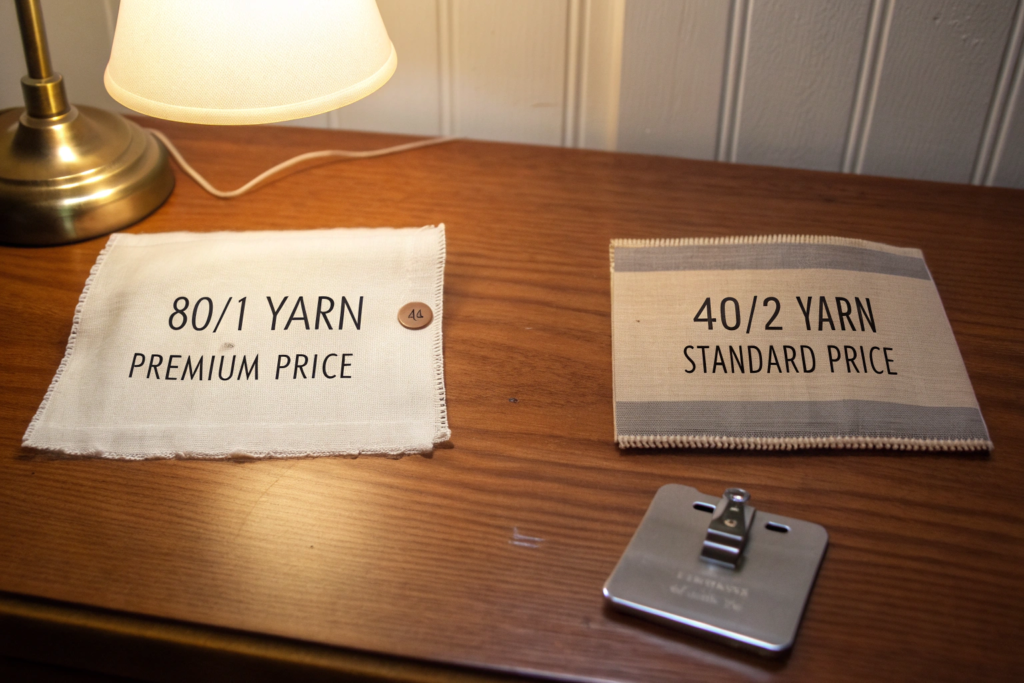 80/1 YARN
PREMIUM PRICE
44
40/2 YARN
STANDARD PRICE